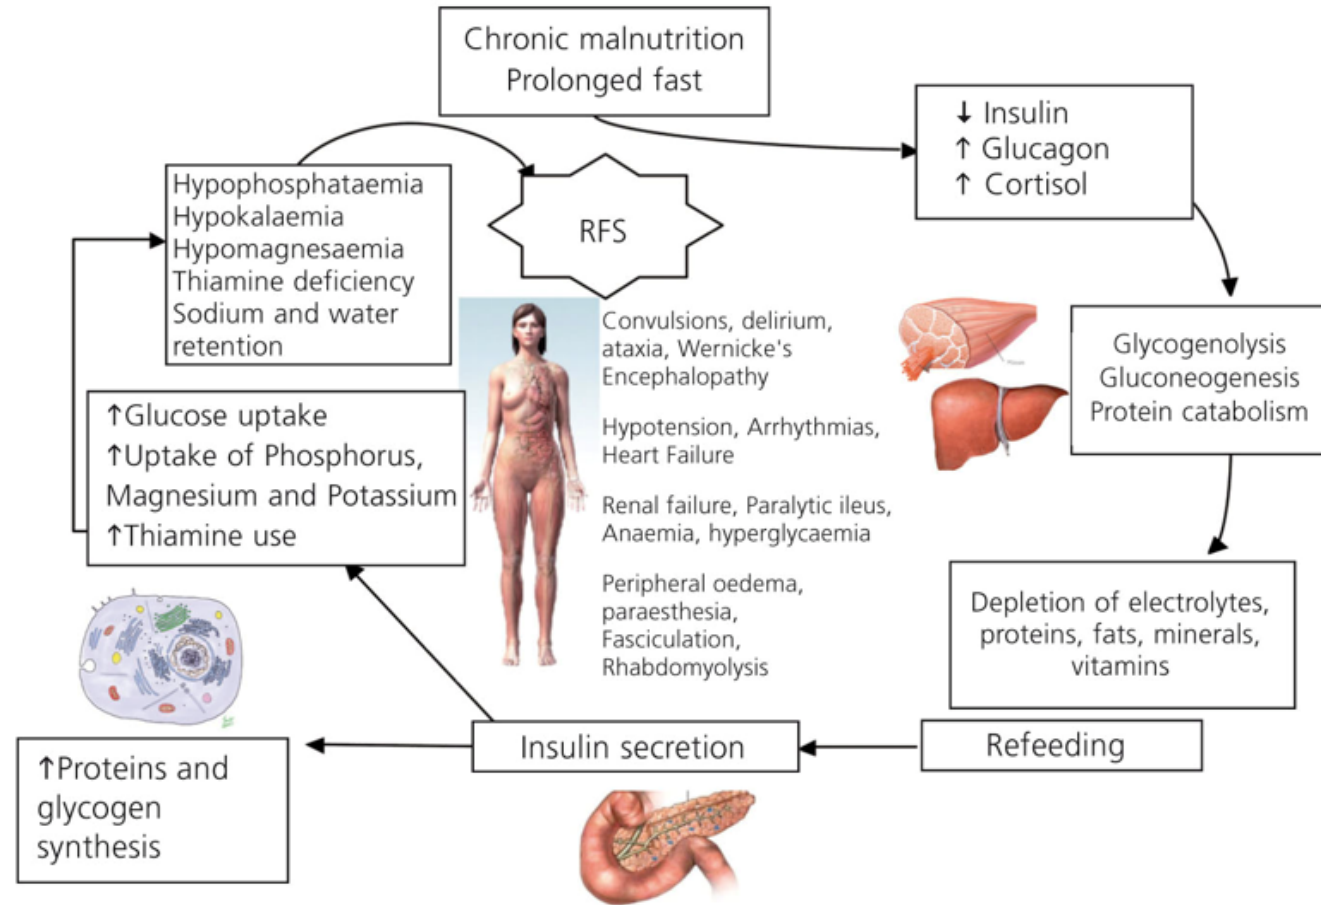 Chronic malnutrition
Prolonged fast
↓ Insulin
↑ Glucagon
↑ Cortisol
Hypophosphataemia
Hypokalaemia
Hypomagnesaemia
Thiamine deficiency
Sodium and water
retention
RFS
Convulsions, delirium,
ataxia, Wernicke's
Encephalopathy
Hypotension, Arrhythmias,
Heart Failure
Renal failure, Paralytic ileus,
Anaemia, hyperglycaemia
Peripheral oedema,
paraesthesia,
Fasciculation,
Rhabdomyolysis
Glycogenolysis
Gluconeogenesis
Protein catabolism
↑Glucose uptake
↑Uptake of Phosphorus,
Magnesium and Potassium
↑Thiamine use
Depletion of electrolytes,
proteins, fats, minerals,
vitamins
Refeeding
Insulin secretion
↑Proteins and
glycogen
synthesis